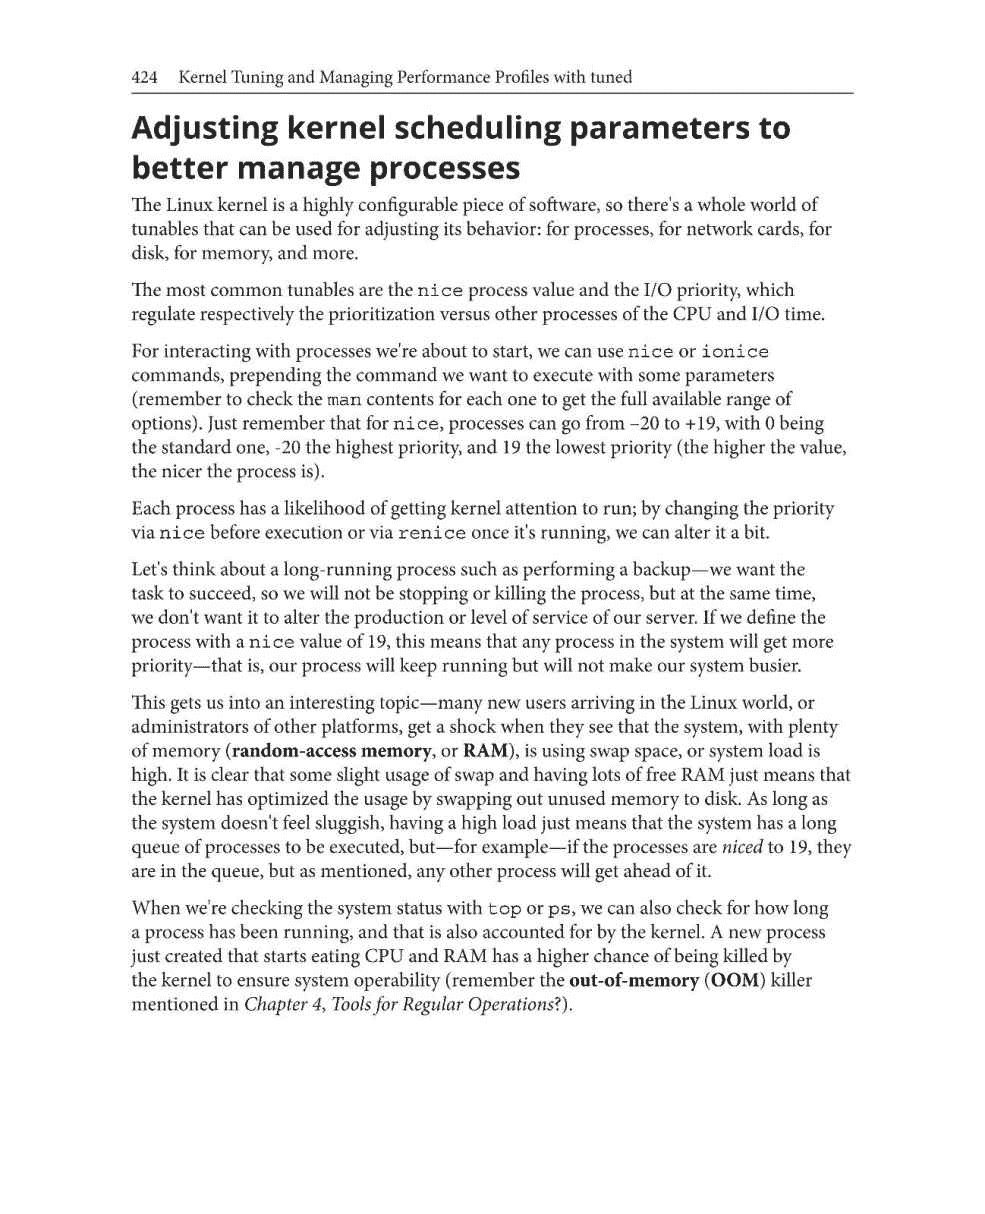 424 Kernel Tuning and Managing Performance Profiles with tuned
Adjusting kernel scheduling parameters to
better manage processes
The Linux kernel is a highly configurable piece of software, so there's a whole world of
tunables that can be used for adjusting its behavior: for processes, for network cards, for
disk, for memory, and more.
The most common tunables are the nice process value and the I/O priority, which
regulate respectively the prioritization versus other processes of the CPU and I/O time.
For interacting with processes we're about to start, we can use nice or ionice
commands, prepending the command we want to execute with some parameters
(remember to check the man contents for each one to get the full available range of
options). Just remember that for nice, processes can go from –20 to +19, with 0 being
the standard one, -20 the highest priority, and 19 the lowest priority (the higher the value,
the nicer the process is).
Each process has a likelihood of getting kernel attention to run; by changing the priority
via nice before execution or via renice once it's running, we can alter it a bit.
Let's think about a long-running process such as performing a backup—we want the
task to succeed, so we will not be stopping or killing the process, but at the same time,
we don't want it to alter the production or level of service of our server. If we define the
process with a nice value of 19, this means that any process in the system will get more
priority—that is, our process will keep running but will not make our system busier.
This gets us into an interesting topic—many new users arriving in the Linux world, or
administrators of other platforms, get a shock when they see that the system, with plenty
of memory (random-access memory, or RAM), is using swap space, or system load is
high. It is clear that some slight usage of swap and having lots of free RAM just means that
the kernel has optimized the usage by swapping out unused memory to disk. As long as
the system doesn't feel sluggish, having a high load just means that the system has a long
queue of processes to be executed, but—for example—if the processes are niced to 19, they
are in the queue, but as mentioned, any other process will get ahead of it.
When we're checking the system status with top or ps, we can also check for how long
a process has been running, and that is also accounted for by the kernel. A new process
just created that starts eating CPU and RAM has a higher chance of being killed by
the kernel to ensure system operability (remember the out-of-memory (OOM) killer
mentioned in Chapter 4, Tools for Regular Operations?).